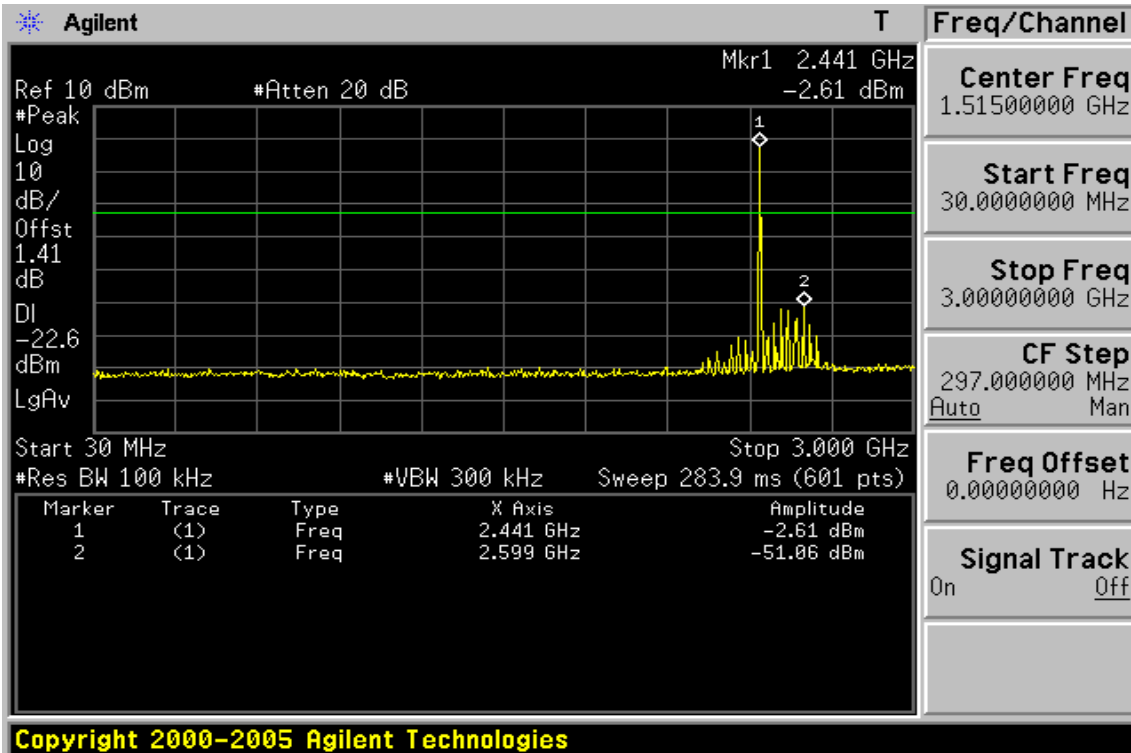 Agilent T
Mkr1 2.441 GHz
Ref 10 dBm #Atten 20 dB -2.61 dBm
#Peak
Log
10
dB/
Offst
1.41
dB
DI
-22.6
dBm
LgAv
1
2
Start 30 MHz Stop 3.000 GHz
#Res BW 100 kHz #VBW 300 kHz Sweep 283.9 ms (601 pts)
Marker Trace Type X Axis Amplitude
1 (1) Freq 2.441 GHz -2.61 dBm
2 (1) Freq 2.599 GHz -51.06 dBm
Freq/Channel
Center Freq
1.51500000 GHz
Start Freq
30.0000000 MHz
Stop Freq
3.00000000 GHz
CF Step
297.000000 MHz
Auto Man
Freq Offset
0.00000000 Hz
Signal Track
On Off
Copyright 2000-2005 Agilent Technologies